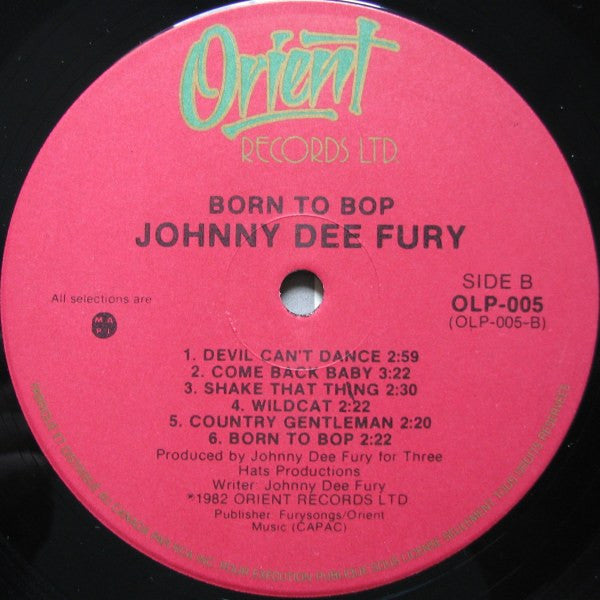 Orient
RECORDS LTD.
BORN TO BOP
JOHNNY DEE FURY
SIDE B
OLP-005
(OLP-005-B)
All selections are
MAPL
1. DEVIL CAN'T DANCE 2:59
2. COME BACK BABY 3:22
3. SHAKE THAT THING 2:30
4. WILDCAT 2:22
5. COUNTRY GENTLEMAN 2:20
6. BORN TO BOP 2:22
Produced by Johnny Dee Fury for Three
Hats Productions
Writer: Johnny Dee Fury
℗1982 ORIENT RECORDS LTD.
Publisher: Furysongs/Orient
Music (CAPAC)